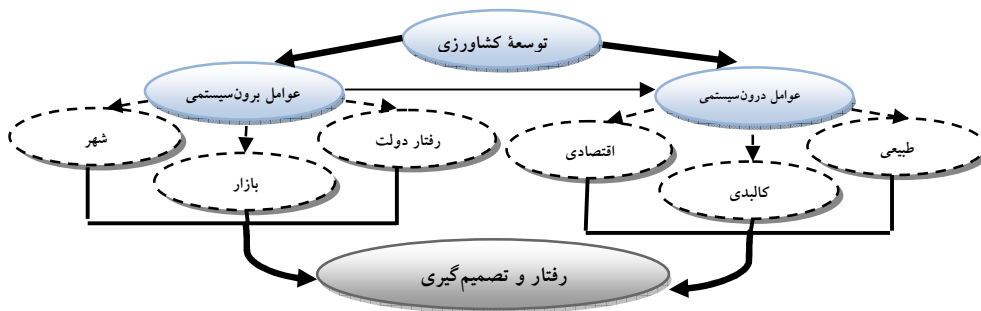 توسعهٔ کشاورزی
عوامل درون‌سیستمی
عوامل برون‌سیستمی
طبیعی
اقتصادی
رفتار دولت
شهر
کالبدی
بازار
رفتار و تصمیم‌گیری